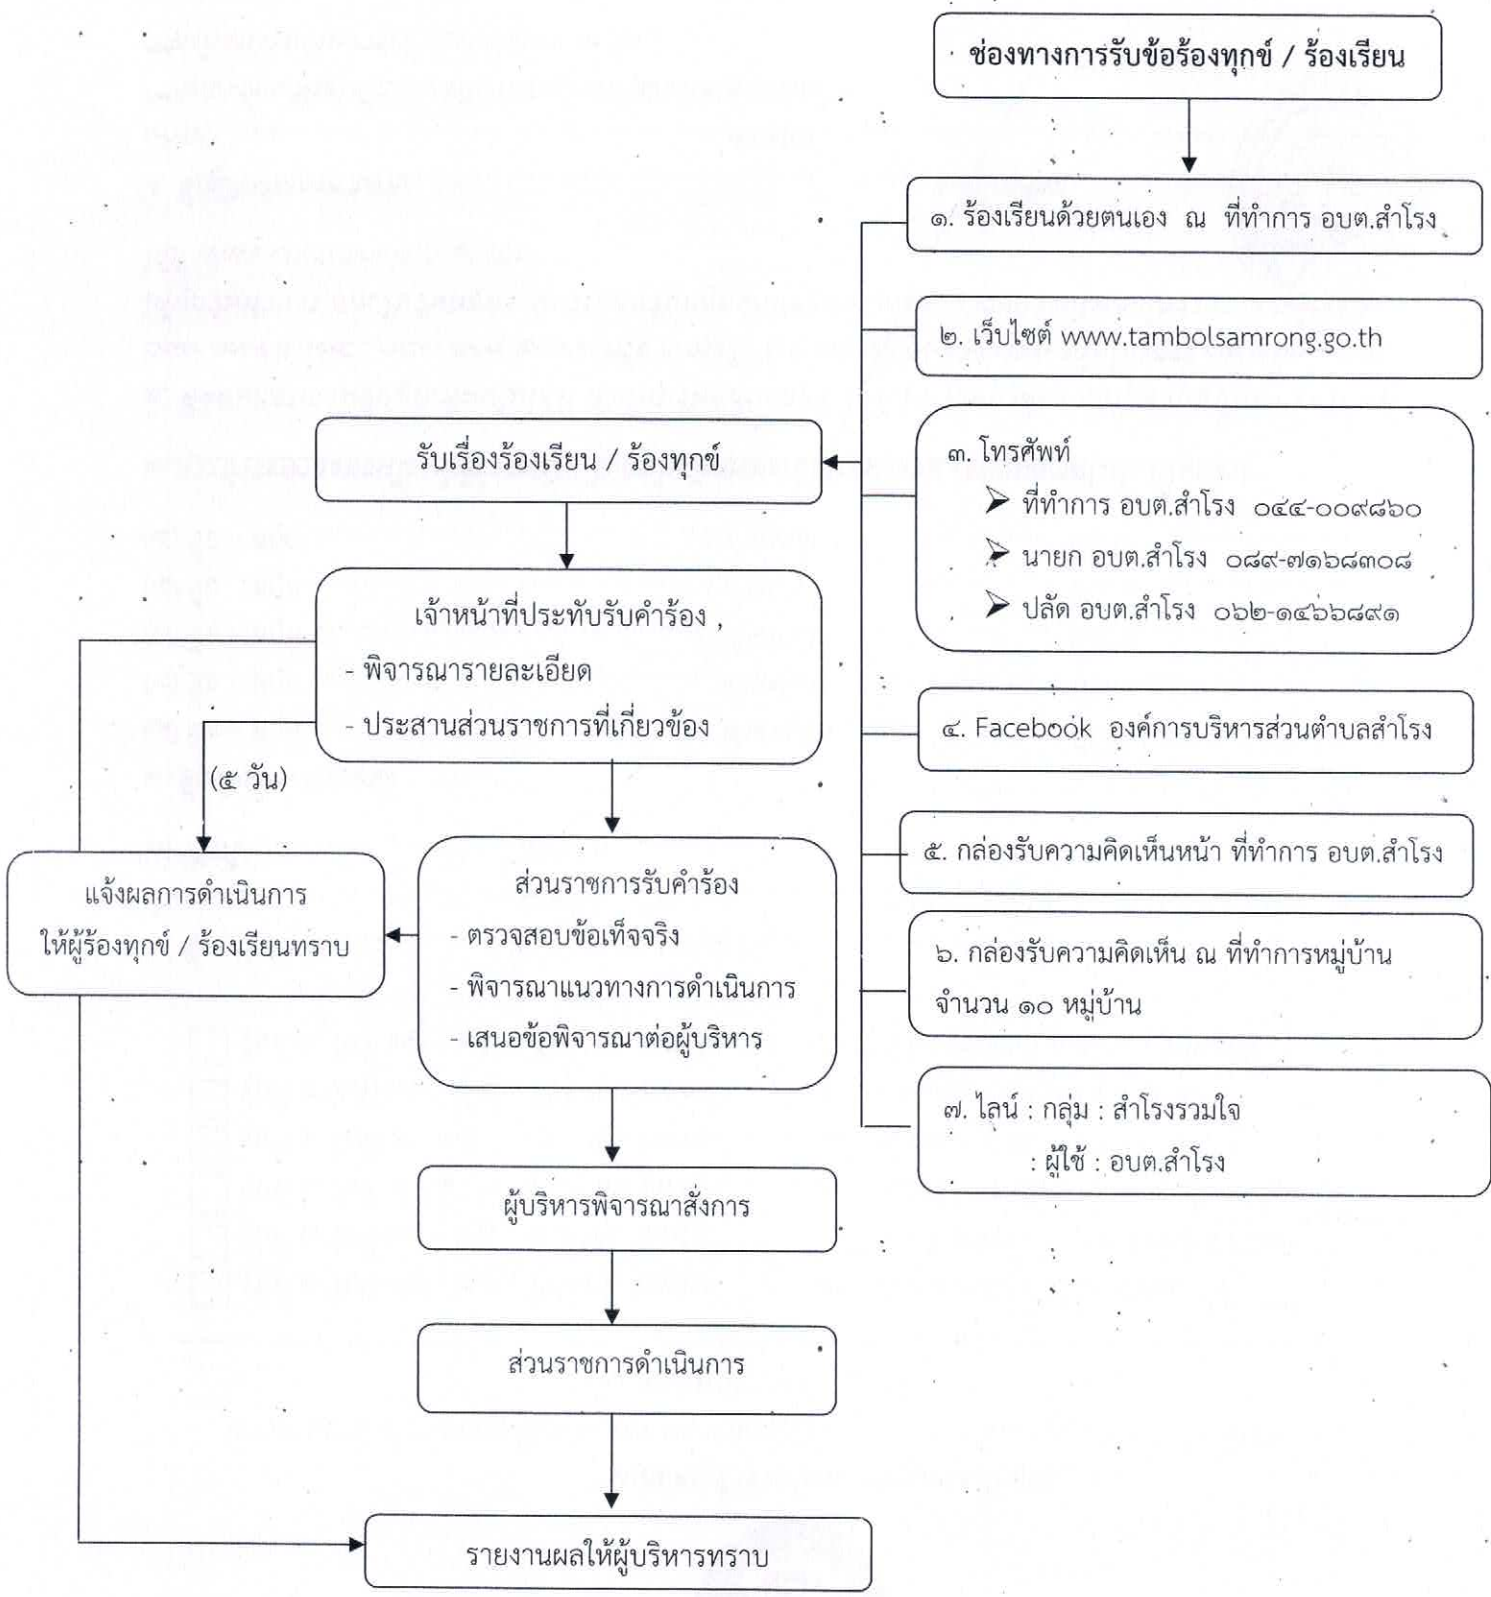 ช่องทางการรับข้อร้องทุกข์ / ร้องเรียน
๑. ร้องเรียนด้วยตนเอง ณ ที่ทำการ อบต.สำโรง
๒. เว็บไซต์ www.tambolsamrong.go.th
๓. โทรศัพท์
➢ ที่ทำการ อบต.สำโรง ๐๔๔-๐๐๙๘๖๐
➢ นายก อบต.สำโรง ๐๘๙-๗๑๖๘๓๐๘
➢ ปลัด อบต.สำโรง ๐๖๒-๑๔๖๖๘๙๑
๔. Facebook องค์การบริหารส่วนตำบลสำโรง
๕. กล่องรับความคิดเห็นหน้า ที่ทำการ อบต.สำโรง
๖. กล่องรับความคิดเห็น ณ ที่ทำการหมู่บ้าน
จำนวน ๑๐ หมู่บ้าน
๗. ไลน์ : กลุ่ม : สำโรงรวมใจ
: ผู้ใช้ : อบต.สำโรง
รับเรื่องร้องเรียน / ร้องทุกข์
เจ้าหน้าที่ประทับรับคำร้อง ,
- พิจารณารายละเอียด
- ประสานส่วนราชการที่เกี่ยวข้อง
(๕ วัน)
แจ้งผลการดำเนินการ
ให้ผู้ร้องทุกข์ / ร้องเรียนทราบ
ส่วนราชการรับคำร้อง
- ตรวจสอบข้อเท็จจริง
- พิจารณาแนวทางการดำเนินการ
- เสนอข้อพิจารณาต่อผู้บริหาร
ผู้บริหารพิจารณาสั่งการ
ส่วนราชการดำเนินการ
รายงานผลให้ผู้บริหารทราบ